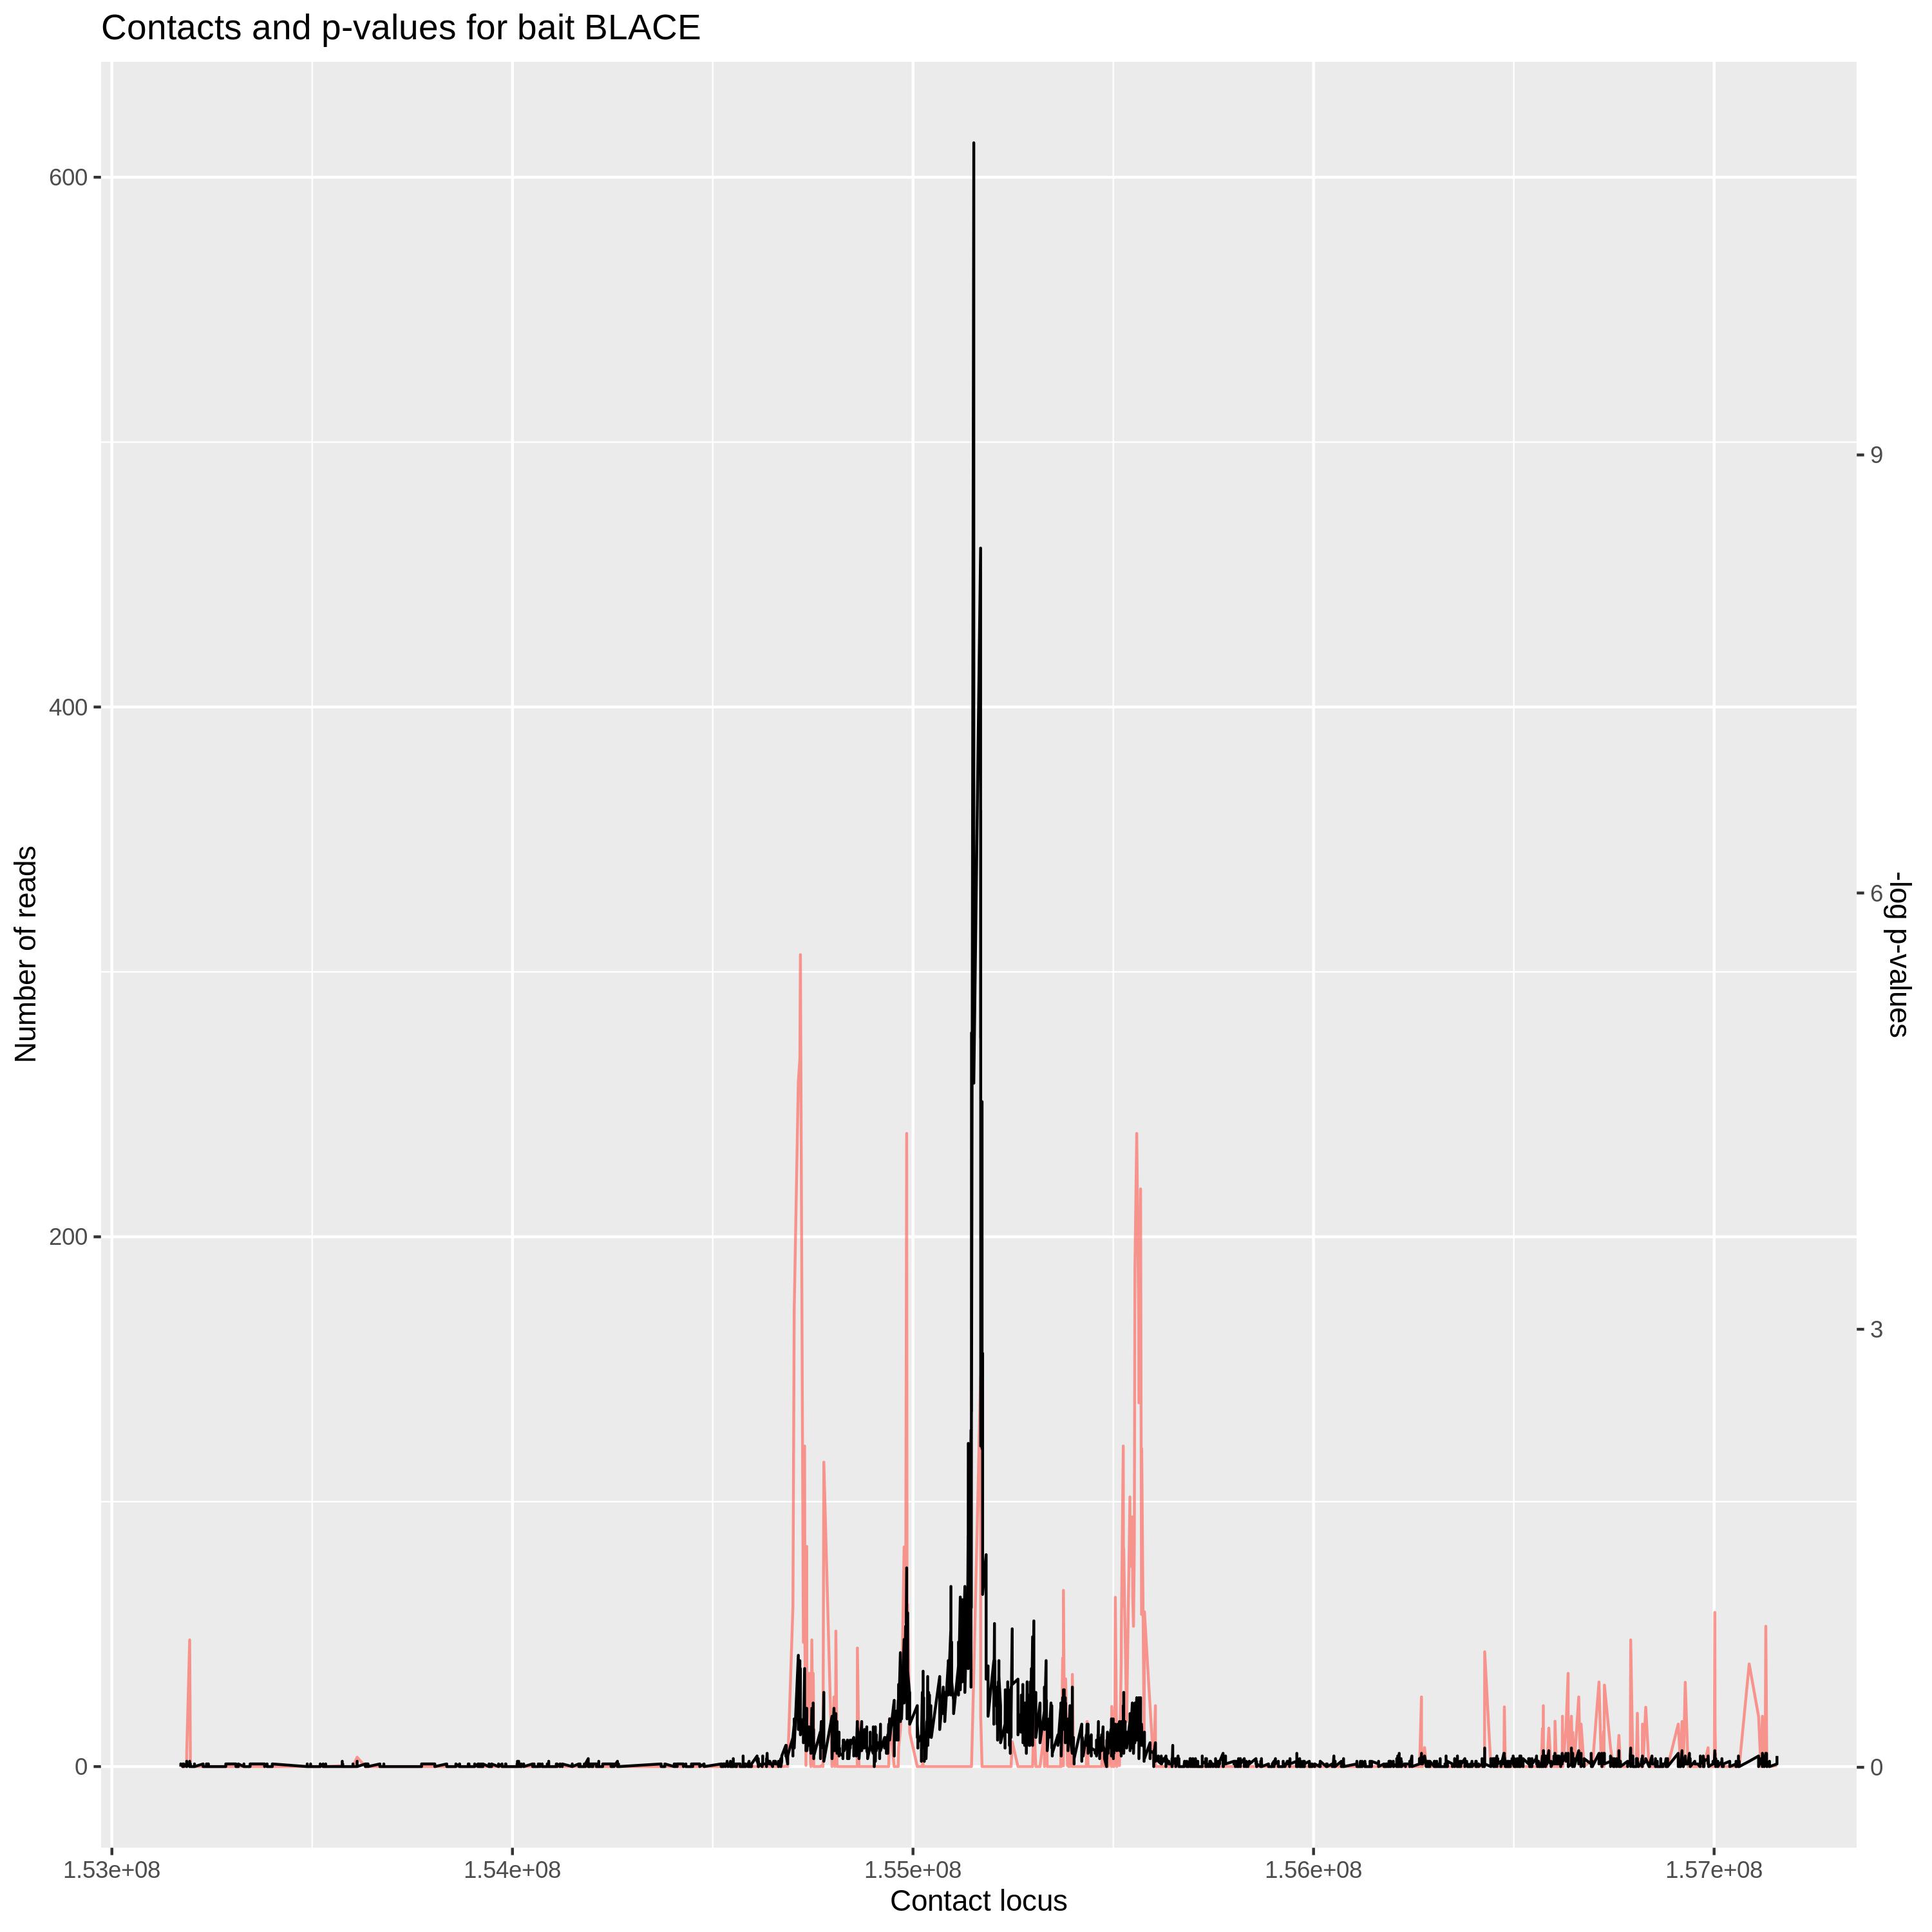 Contacts and p-values for bait BLACE
600
400
200
0
9
6
3
0
Number of reads
-log p-values
1.53e+08
1.54e+08
1.55e+08
1.56e+08
1.57e+08
Contact locus